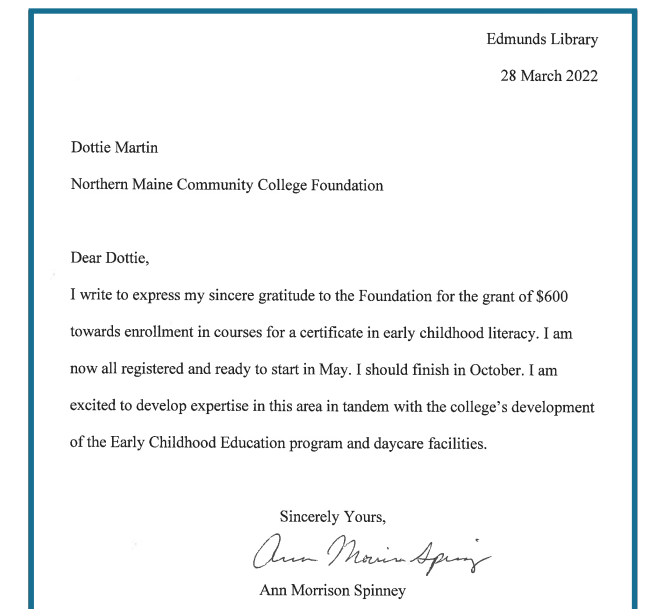 Edmunds Library
28 March 2022
Dottie Martin
Northern Maine Community College Foundation
Dear Dottie,
I write to express my sincere gratitude to the Foundation for the grant of $600
towards enrollment in courses for a certificate in early childhood literacy. I am
now all registered and ready to start in May. I should finish in October. I am
excited to develop expertise in this area in tandem with the college’s development
of the Early Childhood Education program and daycare facilities.
Sincerely Yours,
Ann Morrison Spinney
Ann Morrison Spinney